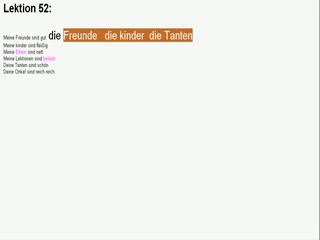 Lektion 52:
Meine Freunde sind gut die Freunde die kinder die Tanten
Meine kinder sind fleißig
Meine Eltern sind nett
Meine Lektionen sind beliebt
Deine Tanten sind schön
Deine Onkel sind reich reich